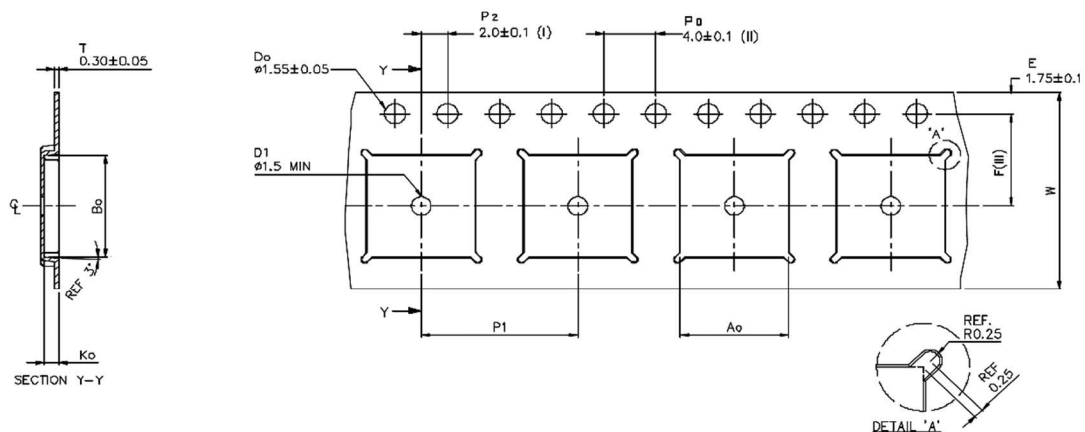 P2
2.0±0.1 (I)
Po
4.0±0.1 (II)
T
0.30±0.05
Do
ø1.55±0.05
Y
E
1.75±0.1
"A"
D1
ø1.5 MIN
F(III)
W
Bo
REF 3°
Ko
SECTION Y-Y
Y
P1
Ao
REF.
R0.25
REF
0.25
DETAIL "A"